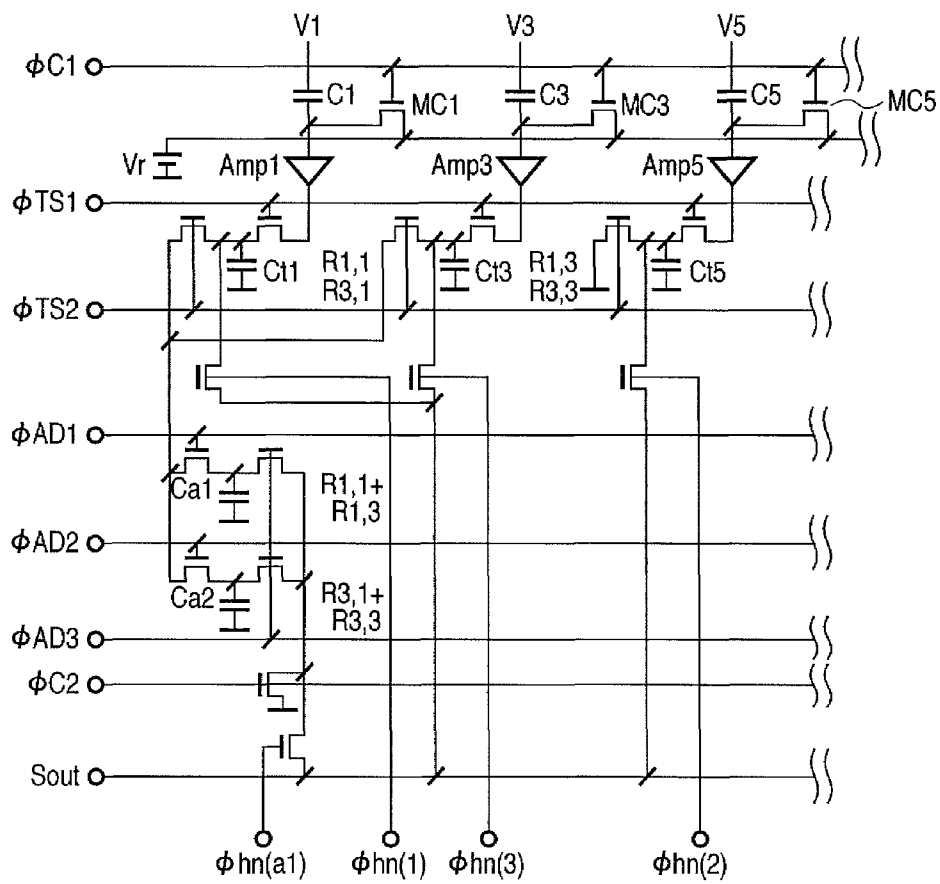 V1 V3 V5
ϕC1
C1 MC1 C3 MC3 C5 MC5
Vr
Amp1 Amp3 Amp5
ϕTS1
Ct1 R1,1 Ct3 R1,3 Ct5
R3,1 R3,3
ϕTS2
ϕAD1
Ca1 R1,1+
R1,3
ϕAD2
Ca2 R3,1+
R3,3
ϕAD3
ϕC2
Sout
ϕhn(a1) ϕhn(1) ϕhn(3) ϕhn(2)